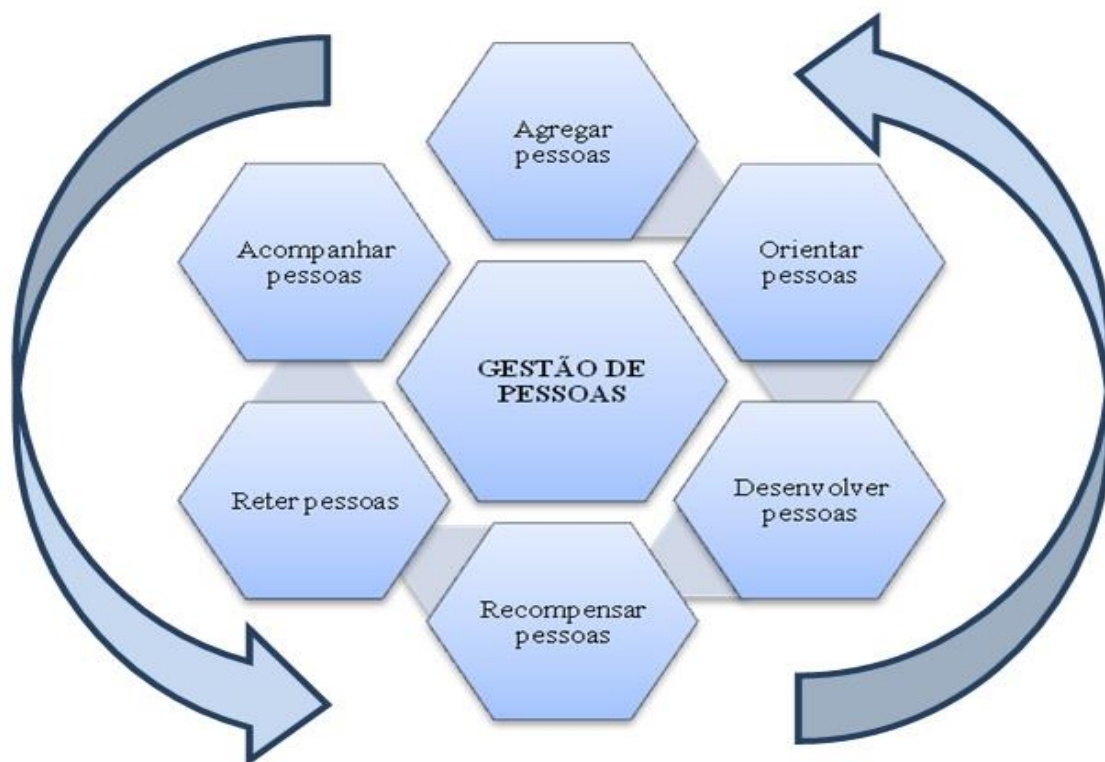 Agregar
pessoas
Orientar
pessoas
Desenvolver
pessoas
Recompensar
pessoas
Reter pessoas
Acompanhar
pessoas
GESTÃO DE
PESSOAS